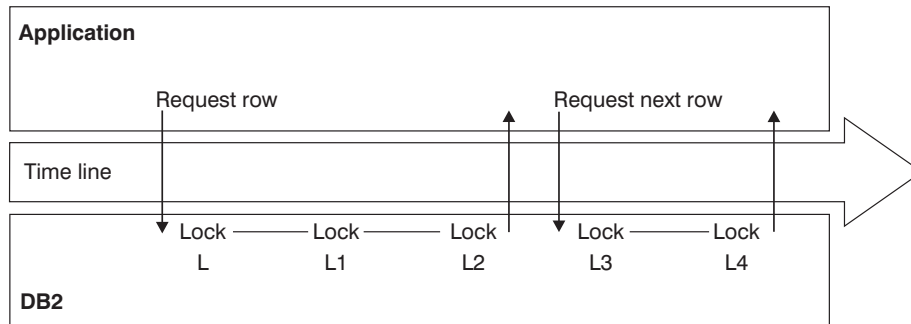 Application
Request row Request next row
Time line
Lock Lock Lock Lock Lock
L L1 L2 L3 L4
DB2